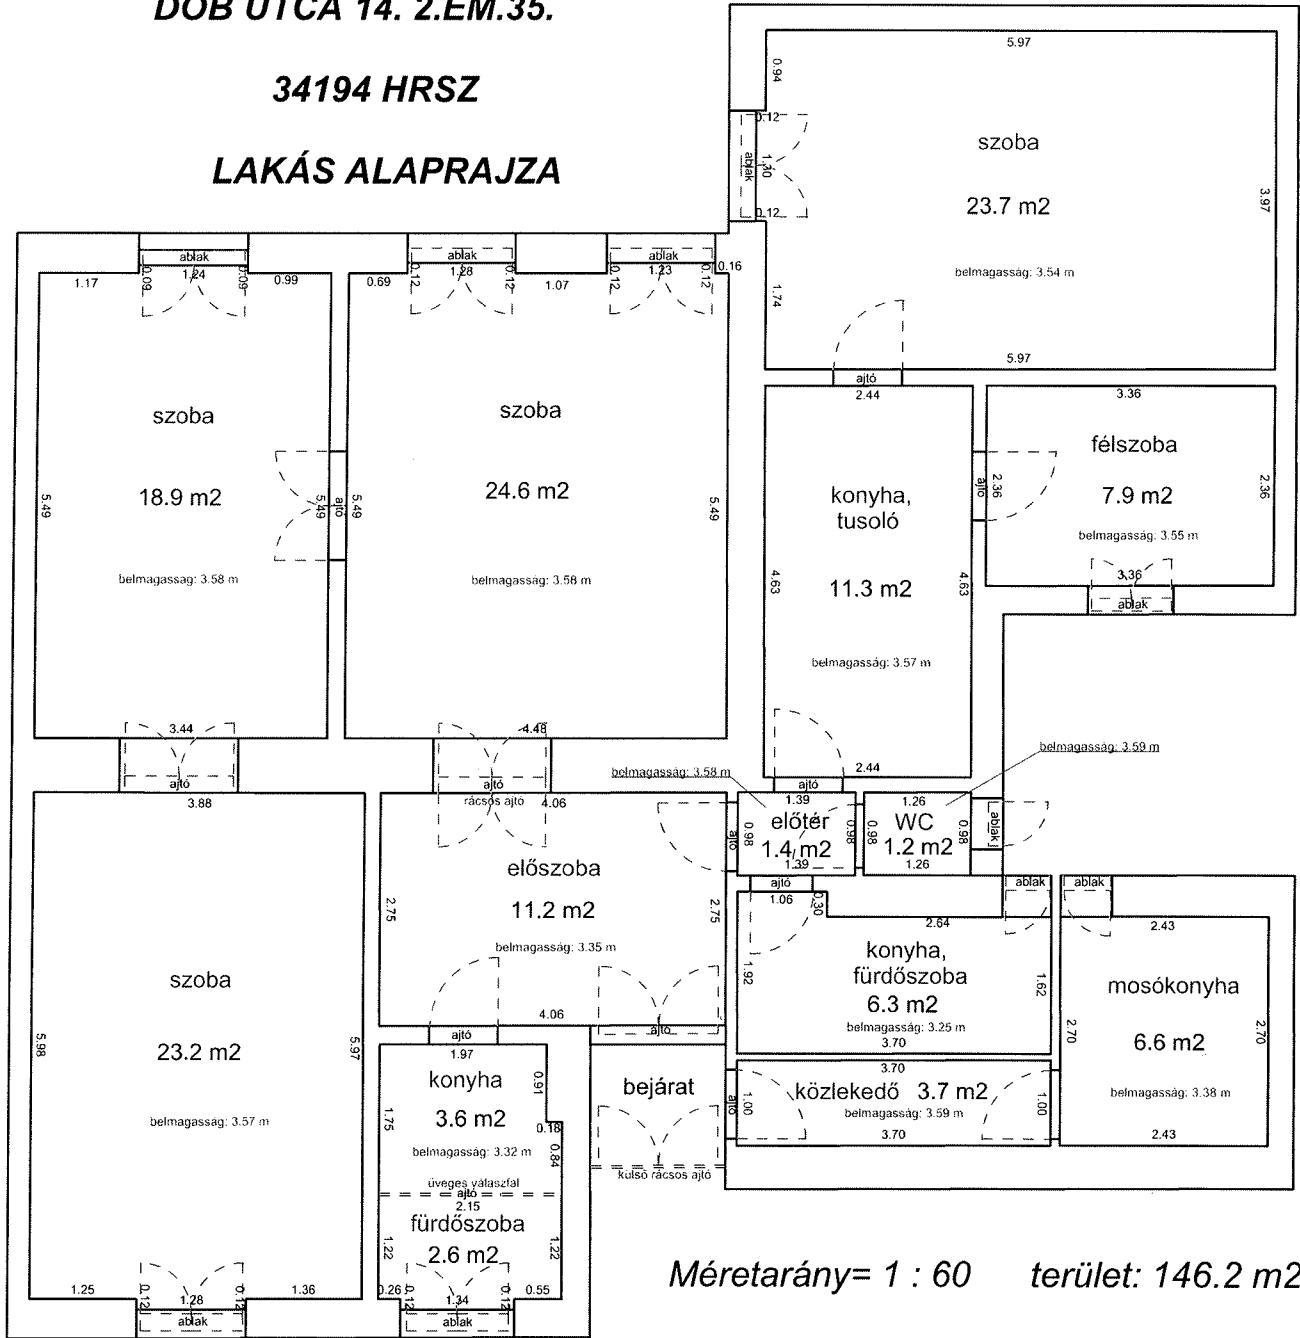 DOB UTCA 14. 2.EM.35.
34194 HRSZ
LAKÁS ALAPRAJZA
5.97
0.94
0.12
ablak
1.30
0.12
szoba
23.7 m2
3.97
belmagasság: 3.54 m
1.74
5.97
ajtó
2.44
ablak
1.17
0.09
1.24
0.09
0.99
szoba
18.9 m2
5.49
5.49
ajtó
belmagasság: 3.58 m
3.44
ajtó
ablak
ablak
0.69
0.12
1.28
0.12
1.07
0.12
1.23
0.12
0.16
szoba
24.6 m2
5.49
5.49
belmagasság: 3.58 m
4.48
ajtó
rácsos ajtó
konyha,
tusoló
11.3 m2
4.63
4.63
belmagasság: 3.57 m
2.44
ajtó
3.36
félszoba
7.9 m2
ajtó
2.36
2.36
belmagasság: 3.55 m
3.36
ablak
belmagasság: 3.58 m
belmagasság: 3.59 m
1.39
előtér
1.4 m2
ajtó
0.98
0.98
1.39
ajtó
1.26
WC
1.2 m2
0.98
0.98
1.26
ablak
3.88
szoba
23.2 m2
5.98
5.97
belmagasság: 3.57 m
1.25
0.12
1.28
0.12
1.36
ablak
4.06
előszoba
11.2 m2
2.75
2.75
belmagasság: 3.35 m
4.06
ajtó
ajtó
1.06
0.30
ablak
2.64
konyha,
fürdőszoba
6.3 m2
1.92
1.62
belmagasság: 3.25 m
3.70
ablak
2.43
mosókonyha
6.6 m2
2.70
2.70
belmagasság: 3.38 m
2.43
3.70
közlekedő 3.7 m2
ajtó
1.00
1.00
belmagasság: 3.59 m
3.70
bejárat
külső rácsos ajtó
1.97
konyha
3.6 m2
0.91
1.75
0.18
0.84
belmagasság: 3.32 m
üveges válaszfal
ajtó
2.15
fürdőszoba
2.6 m2
1.22
1.22
0.26
0.12
1.34
0.12
0.55
ablak
Méretarány= 1 : 60 terület: 146.2 m2